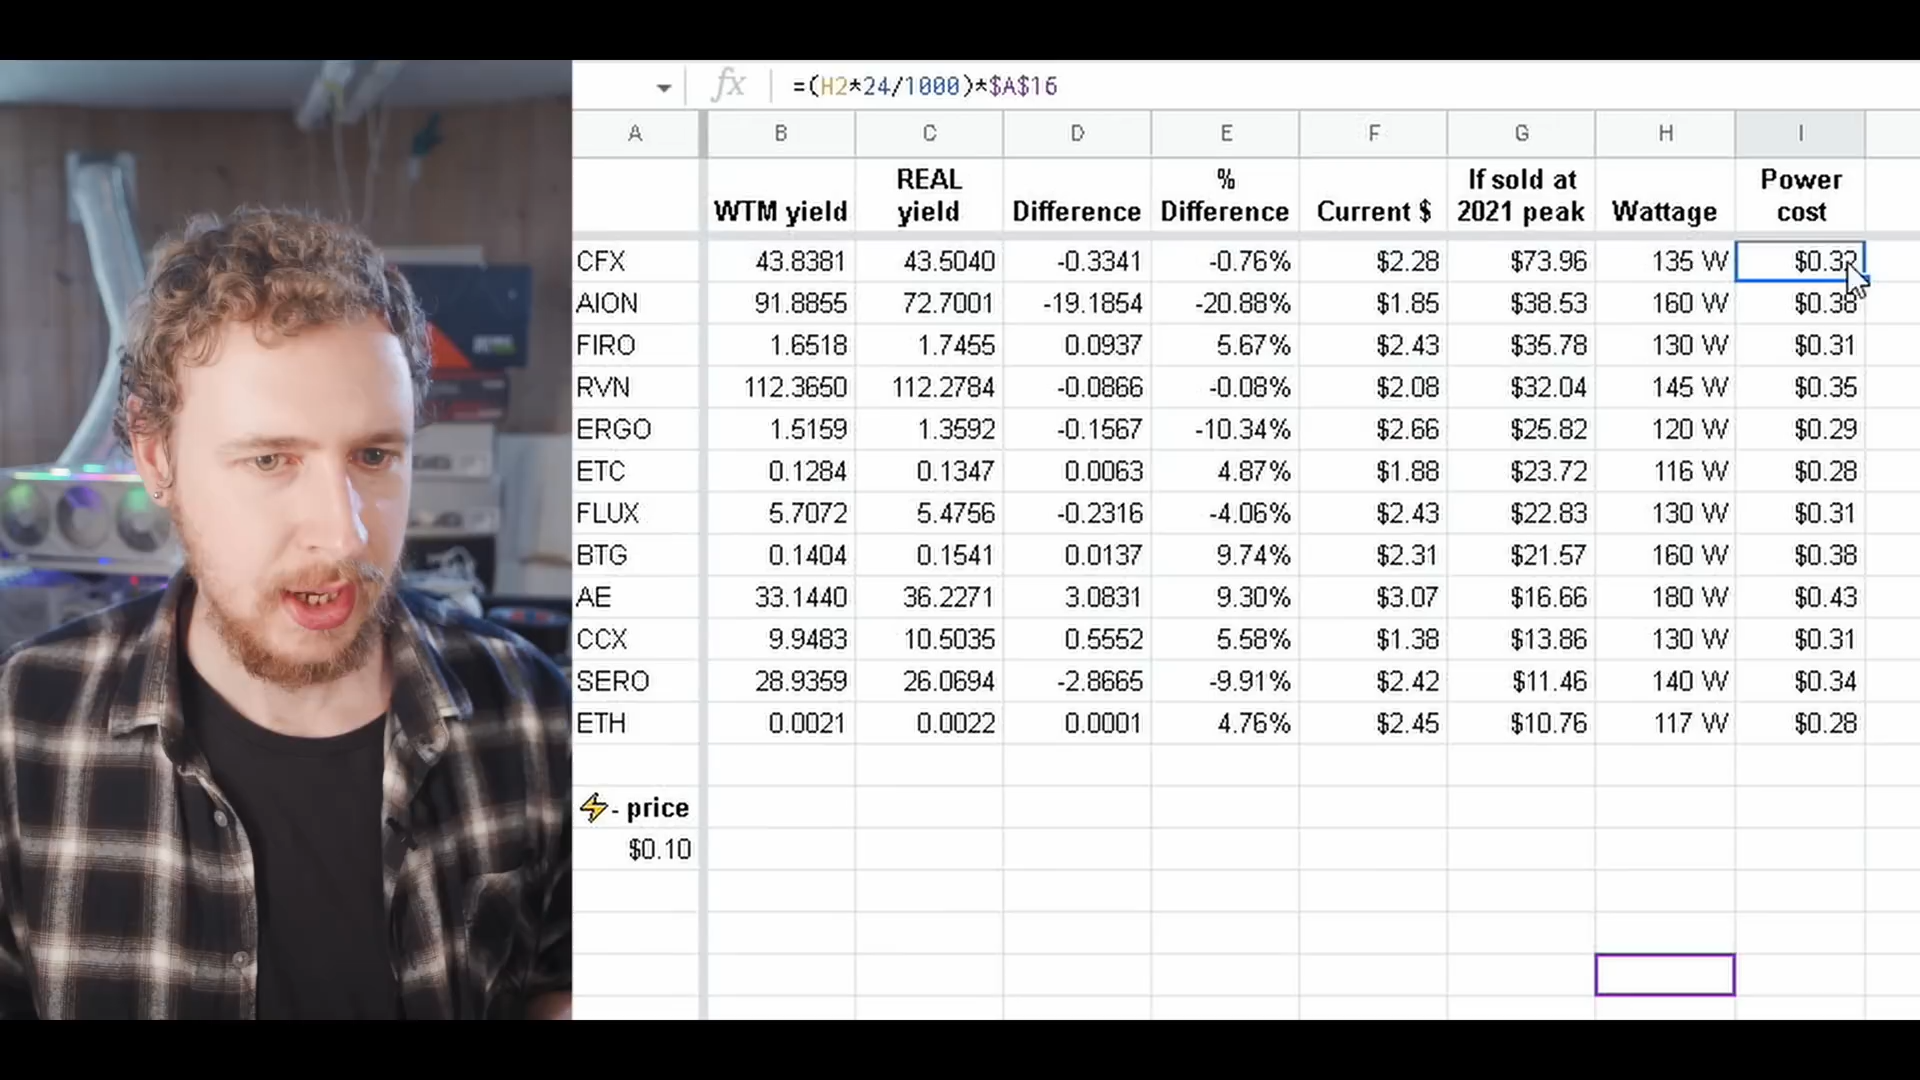 fx =(H2*24/1000)*$A$16
A B C D E F G H I
WTM yield REAL yield Difference % Difference Current $ If sold at 2021 peak Wattage Power cost
CFX 43.8381 43.5040 -0.3341 -0.76% $2.28 $73.96 135 W $0.32
AION 91.8855 72.7001 -19.1854 -20.88% $1.85 $38.53 160 W $0.38
FIRO 1.6518 1.7455 0.0937 5.67% $2.43 $35.78 130 W $0.31
RVN 112.3650 112.2784 -0.0866 -0.08% $2.08 $32.04 145 W $0.35
ERGO 1.5159 1.3592 -0.1567 -10.34% $2.66 $25.82 120 W $0.29
ETC 0.1284 0.1347 0.0063 4.87% $1.88 $23.72 116 W $0.28
FLUX 5.7072 5.4756 -0.2316 -4.06% $2.43 $22.83 130 W $0.31
BTG 0.1404 0.1541 0.0137 9.74% $2.31 $21.57 160 W $0.38
AE 33.1440 36.2271 3.0831 9.30% $3.07 $16.66 180 W $0.43
CCX 9.9483 10.5035 0.5552 5.58% $1.38 $13.86 130 W $0.31
SERO 28.9359 26.0694 -2.8665 -9.91% $2.42 $11.46 140 W $0.34
ETH 0.0021 0.0022 0.0001 4.76% $2.45 $10.76 117 W $0.28
⚡- price
$0.10